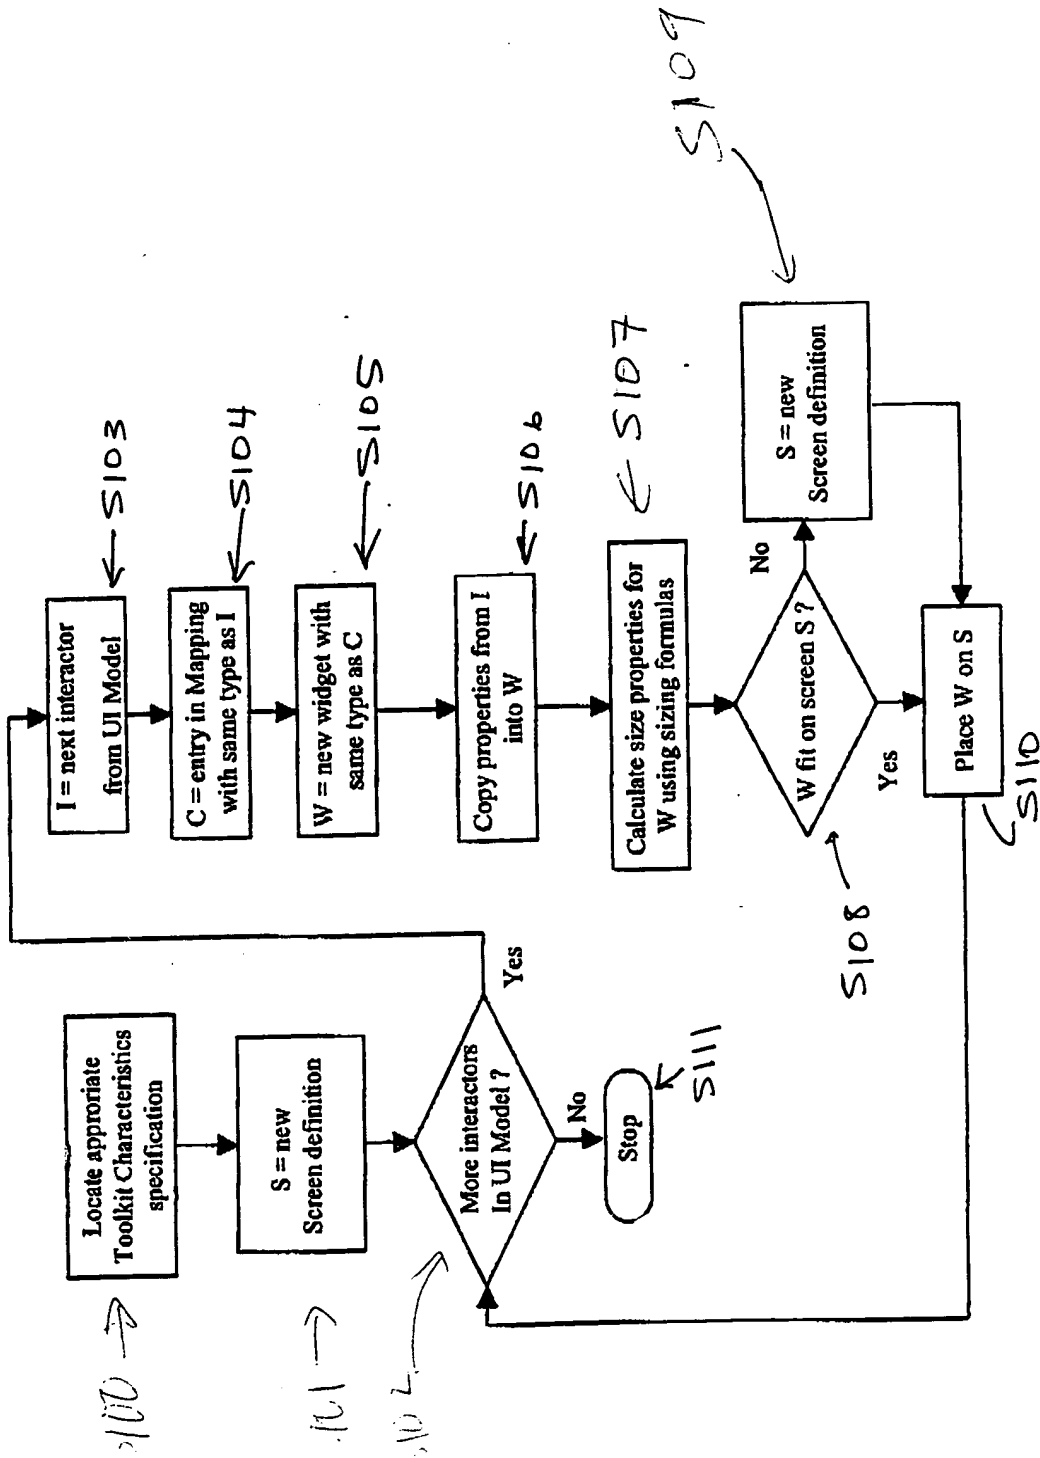 S100
Locate approriate
Toolkit Characteristics
specification
S101
S = new
Screen definition
S102
More interactors
In UI Model ?
Yes
No
Stop
S111
I = next interactor
from UI Model
S103
C = entry in Mapping
with same type as I
S104
W = new widget with
same type as C
S105
Copy properties from I
into W
S106
Calculate size properties for
W using sizing formulas
S107
W fit on screen S ?
S108
No
Yes
S = new
Screen definition
S109
Place W on S
S110